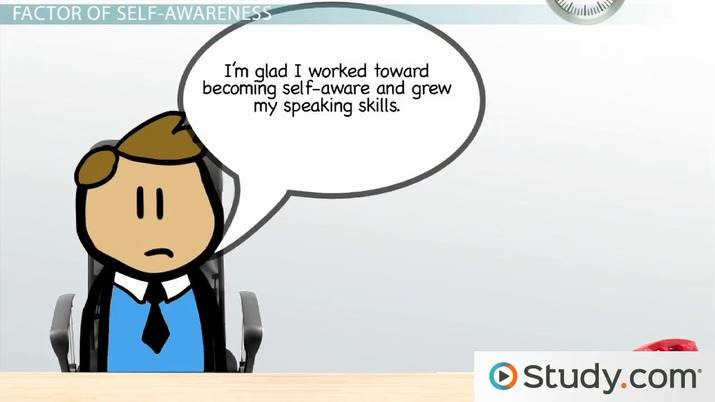 FACTOR OF SELF-AWARENESS
I'm glad I worked toward
becoming self-aware and grew
my speaking skills.
Study.com